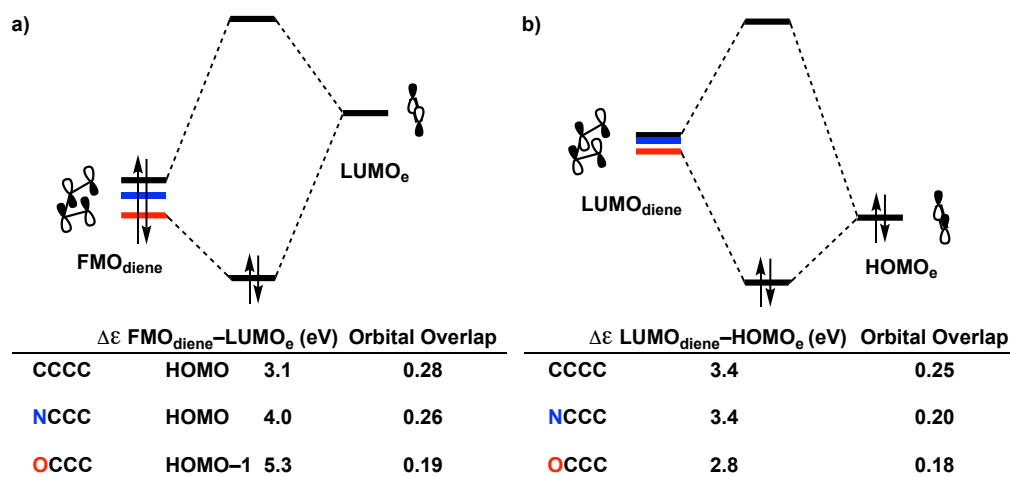 a)
LUMOe
FMOdiene
Δε FMOdiene–LUMOe (eV) Orbital Overlap
CCCC HOMO 3.1 0.28
NCCC HOMO 4.0 0.26
OCCC HOMO–1 5.3 0.19
b)
LUMOdiene
HOMOe
Δε LUMOdiene–HOMOe (eV) Orbital Overlap
CCCC 3.4 0.25
NCCC 3.4 0.20
OCCC 2.8 0.18